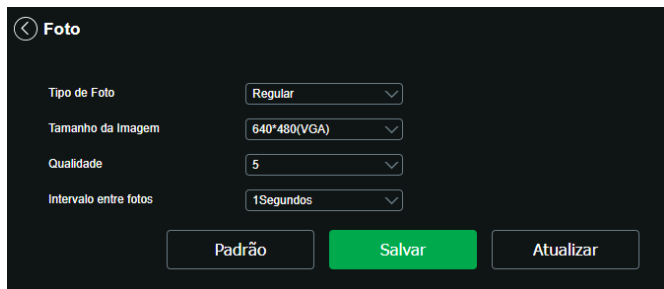 Foto
Tipo de Foto Regular
Tamanho da Imagem 640*480(VGA)
Qualidade 5
Intervalo entre fotos 1Segundos
Padrão Salvar Atualizar